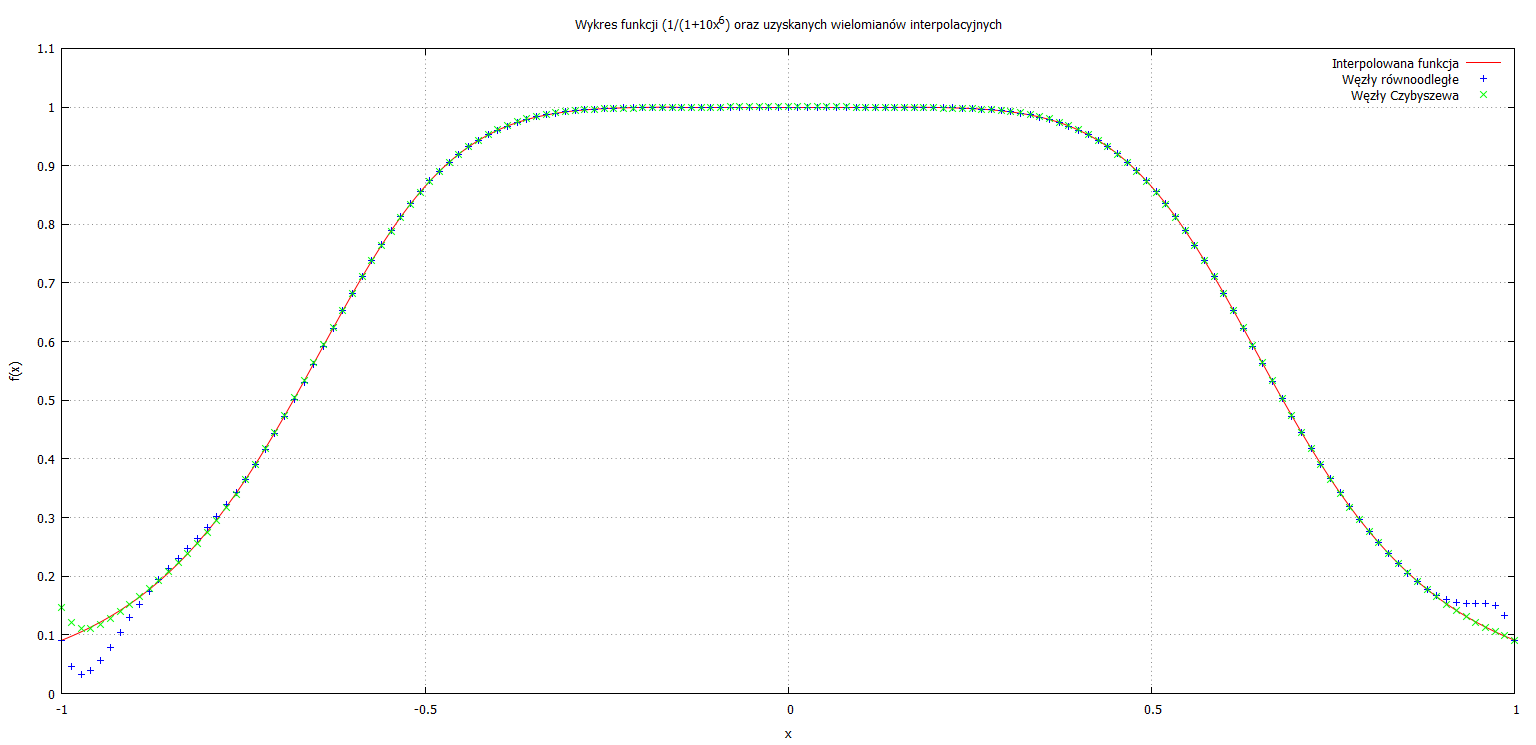 Wykres funkcji (1/(1+10x⁶) oraz uzyskanych wielomianów interpolacyjnych
Interpolowana funkcja
Węzły równoodległe
Węzły Czybyszewa
1.1
1
0.9
0.8
0.7
0.6
0.5
0.4
0.3
0.2
0.1
0
f(x)
-1
-0.5
0
0.5
1
x